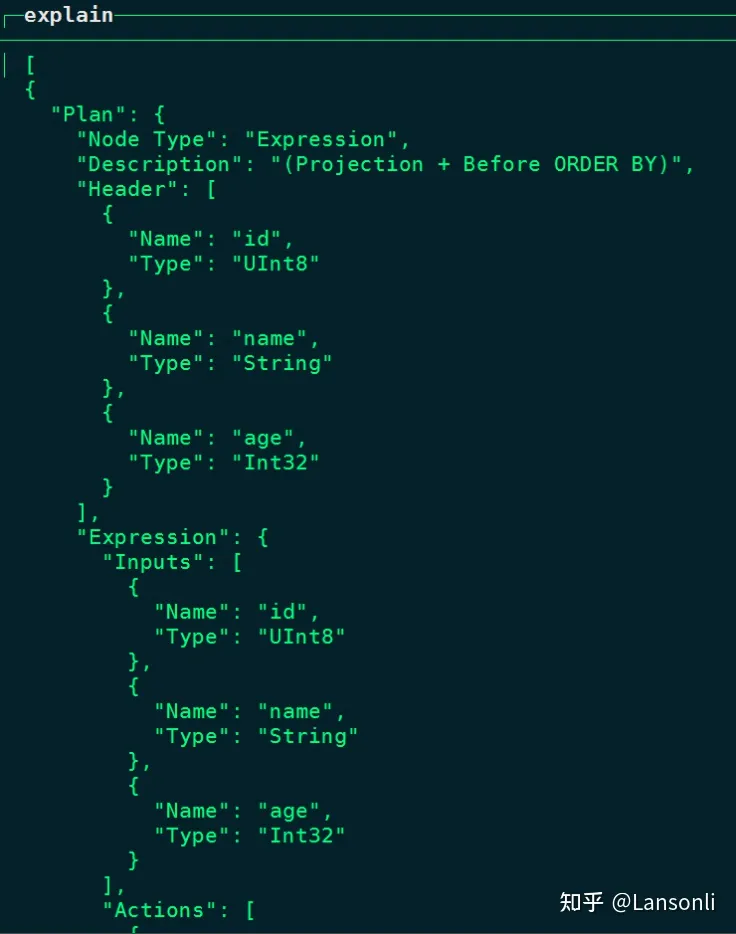 explain
[
{
"Plan": {
"Node Type": "Expression",
"Description": "(Projection + Before ORDER BY)",
"Header": [
{
"Name": "id",
"Type": "UInt8"
},
{
"Name": "name",
"Type": "String"
},
{
"Name": "age",
"Type": "Int32"
}
],
"Expression": {
"Inputs": [
{
"Name": "id",
"Type": "UInt8"
},
{
"Name": "name",
"Type": "String"
},
{
"Name": "age",
"Type": "Int32"
}
],
"Actions": [
知乎 @Lansonli